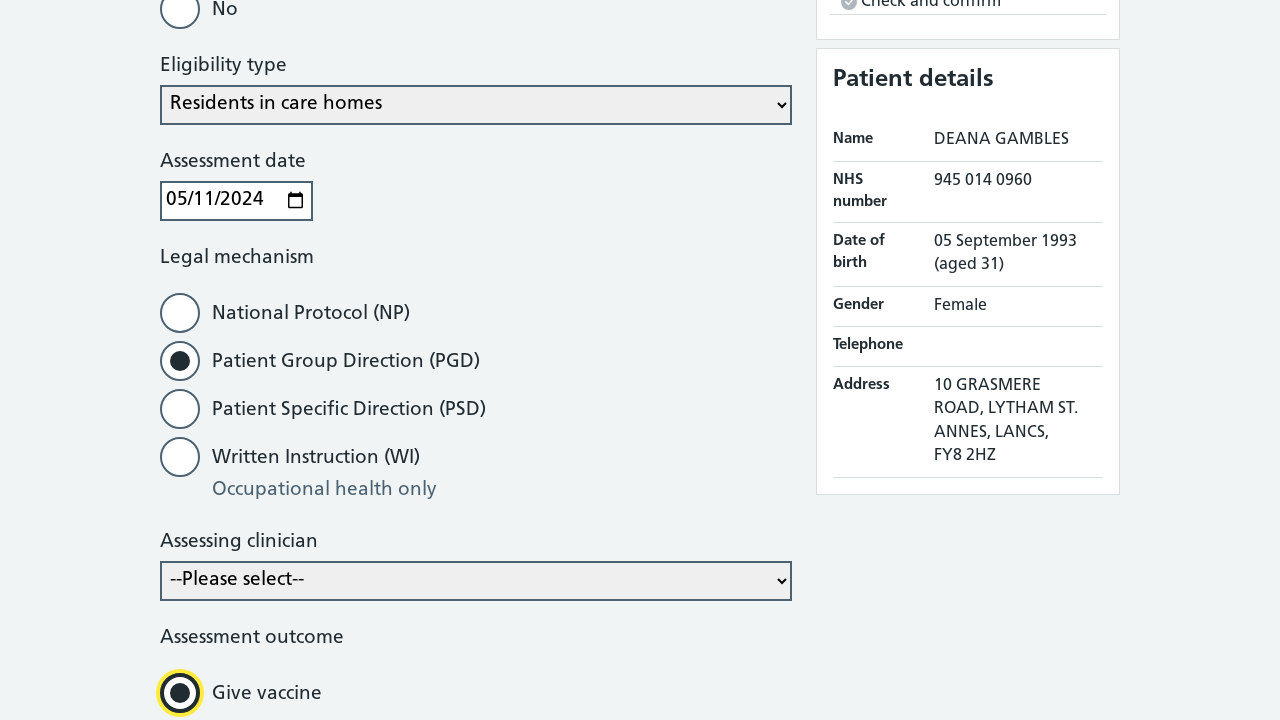 No
Eligibility type
Residents in care homes
Assessment date
05/11/2024
Legal mechanism
National Protocol (NP)
Patient Group Direction (PGD)
Patient Specific Direction (PSD)
Written Instruction (WI)
Occupational health only
Assessing clinician
--Please select--
Assessment outcome
Give vaccine
Check and confirm
Patient details
Name DEANA GAMBLES
NHS number 945 014 0960
Date of birth 05 September 1993
(aged 31)
Gender Female
Telephone
Address 10 GRASMERE
ROAD, LYTHAM ST.
ANNES, LANCS,
FY8 2HZ